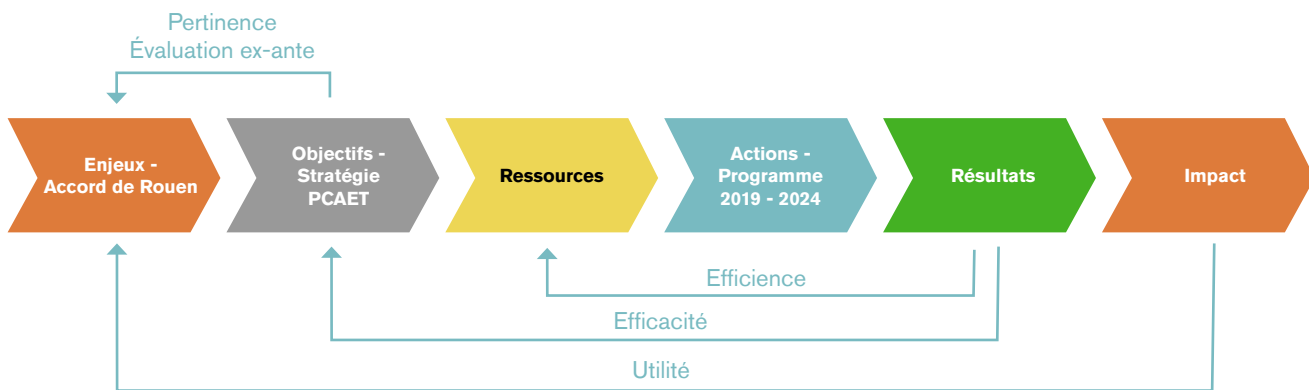 Pertinence
Évaluation ex-ante
Enjeux -
Accord de Rouen
Objectifs -
Stratégie
PCAET
Ressources
Actions -
Programme
2019 - 2024
Résultats
Impact
Efficience
Efficacité
Utilité